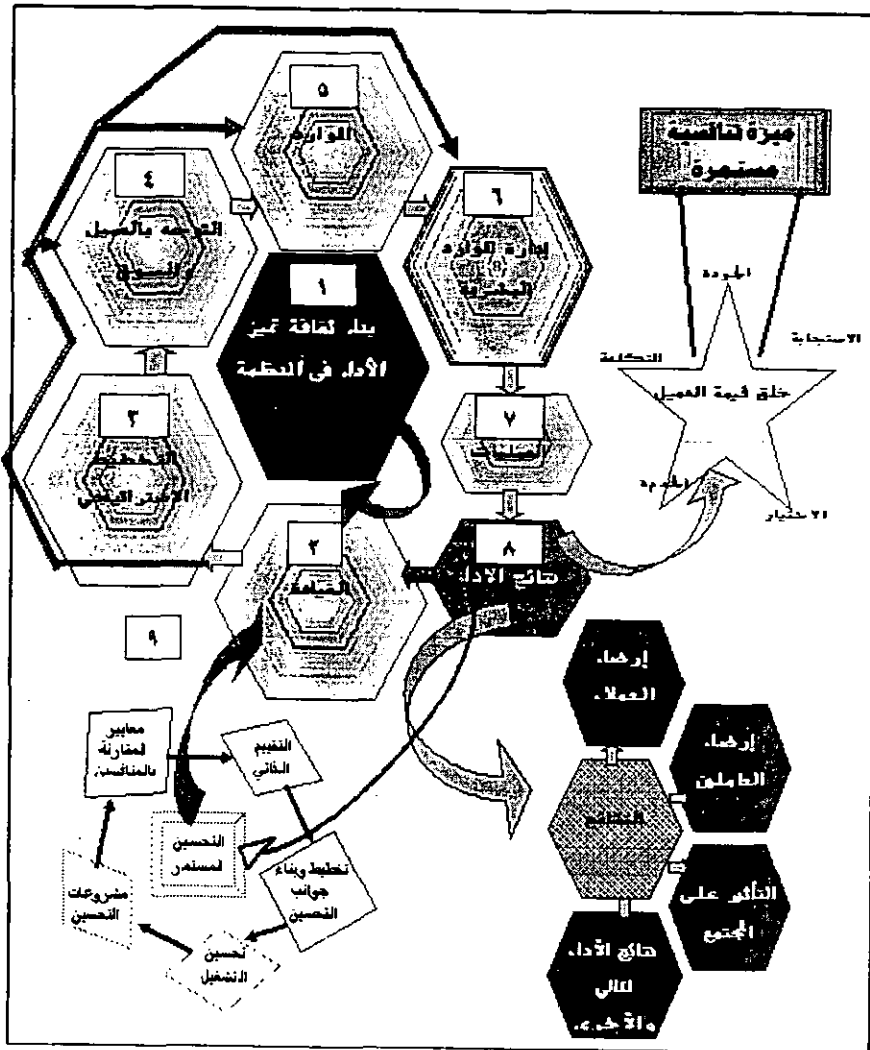 ٥
الموارد
٤
التوجه بالعميل
والسوق
٦
إدارة الموارد
البشرية
ميزة تنافسية
مستمرة
١
بناء ثقافة تميز
الأداء في المنظمة
الجودة
الاستجابة
التكلفة
خلق قيمة العميل
الخدمة
الاختيار
٣
التخطيط
الاستراتيجي
٧
العمليات
٢
القيادة
٨
نتائج الأداء
٩
إرضاء
العملاء
إرضاء
العاملون
النتائج
التأثير على
المجتمع
نتائج الأداء
المالي
والأخرى
معايير
المقارنة
بالمنافسين
التقييم
الذاتي
التحسين
المستمر
تخطيط وبناء
جوانب
التحسين
مشروعات
التحسين
تحسين
التشغيل